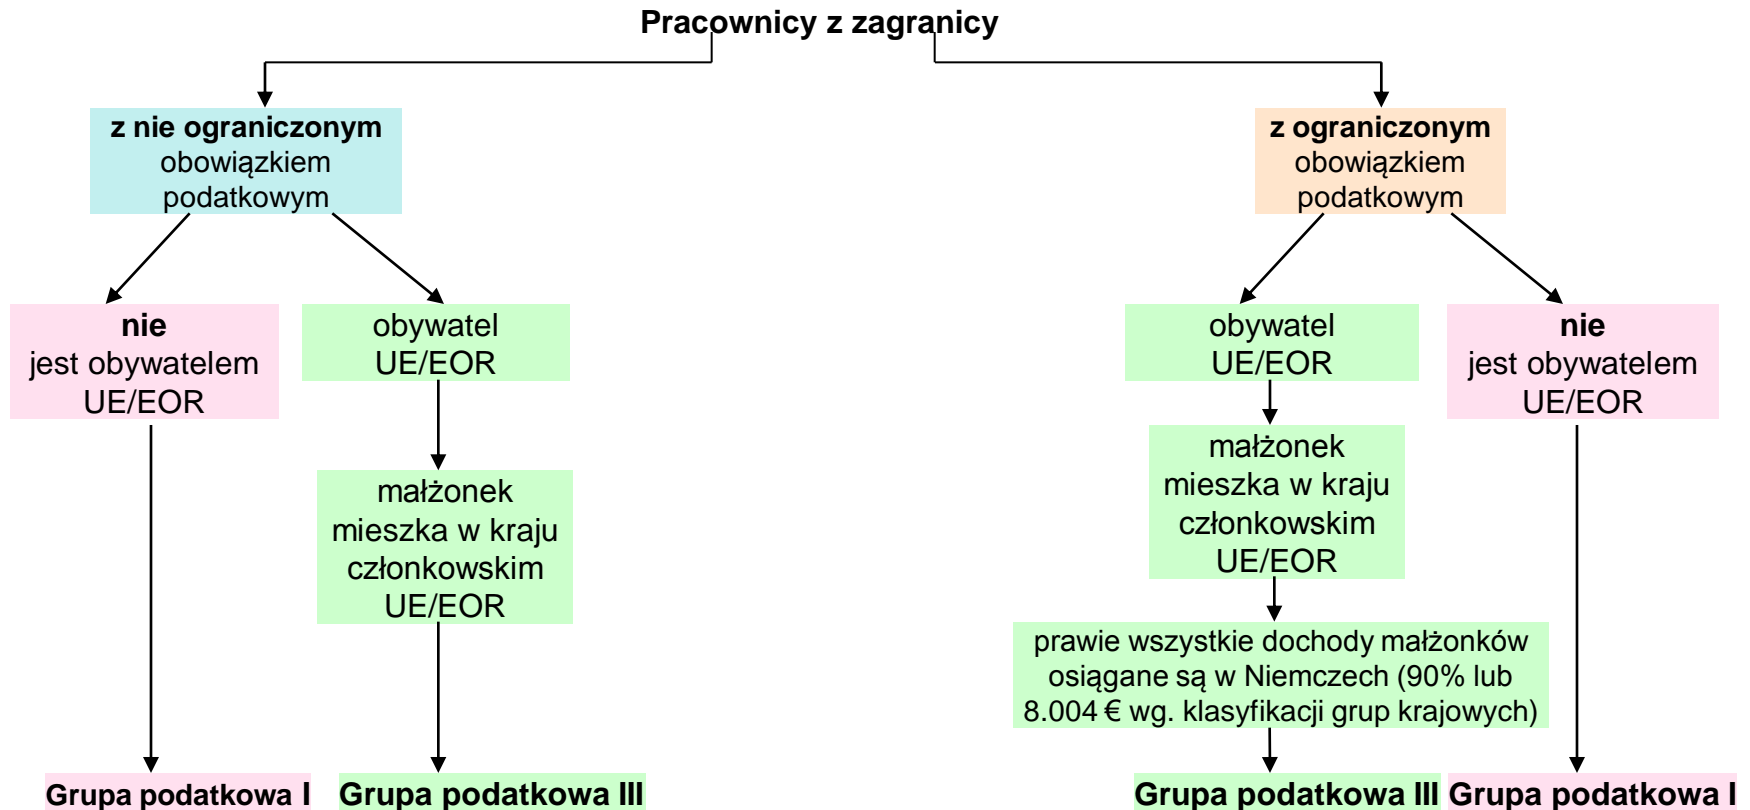 Pracownicy z zagranicy
z nie ograniczonym
obowiązkiem
podatkowym
z ograniczonym
obowiązkiem
podatkowym
nie
jest obywatelem
UE/EOR
obywatel
UE/EOR
obywatel
UE/EOR
nie
jest obywatelem
UE/EOR
małżonek
mieszka w kraju
członkowskim
UE/EOR
małżonek
mieszka w kraju
członkowskim
UE/EOR
prawie wszystkie dochody małżonków
osiągane są w Niemczech (90% lub
8.004 € wg. klasyfikacji grup krajowych)
Grupa podatkowa I
Grupa podatkowa III
Grupa podatkowa III
Grupa podatkowa I